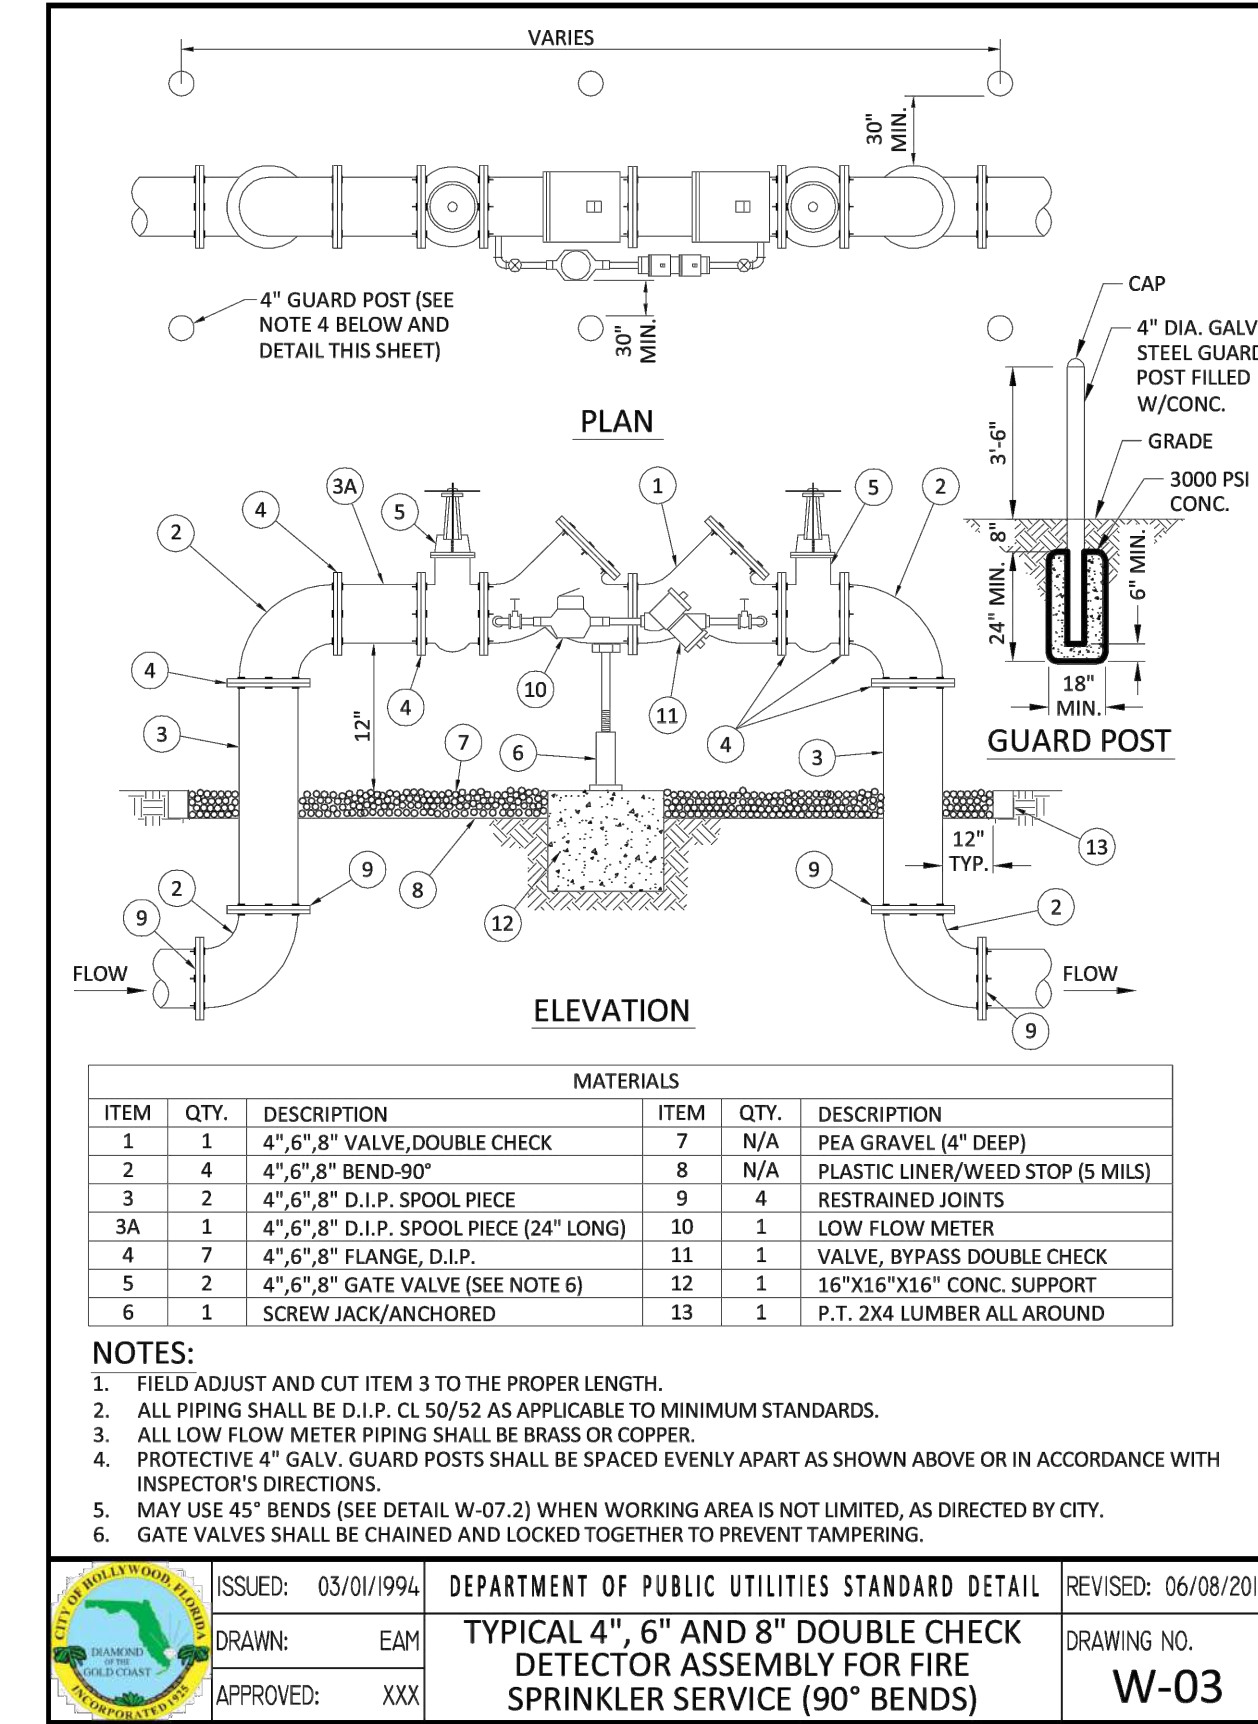 VARIES
30" MIN.
4" GUARD POST (SEE
NOTE 4 BELOW AND
DETAIL THIS SHEET)
30" MIN.
PLAN
CAP
4" DIA. GALV
STEEL GUARD
POST FILLED
W/CONC.
GRADE
3000 PSI
CONC.
3'-6"
8"
24" MIN.
6" MIN.
18"
MIN.
GUARD POST
3A
1
5
2
4
5
2
4
4
10
11
4
3
12"
7
6
3
12"
TYP.
13
9
8
9
2
9
12
2
FLOW
FLOW
9
ELEVATION
MATERIALS
ITEM QTY. DESCRIPTION ITEM QTY. DESCRIPTION
1 1 4",6",8" VALVE,DOUBLE CHECK 7 N/A PEA GRAVEL (4" DEEP)
2 4 4",6",8" BEND-90° 8 N/A PLASTIC LINER/WEED STOP (5 MILS)
3 2 4",6",8" D.I.P. SPOOL PIECE 9 4 RESTRAINED JOINTS
3A 1 4",6",8" D.I.P. SPOOL PIECE (24" LONG) 10 1 LOW FLOW METER
4 7 4",6",8" FLANGE, D.I.P. 11 1 VALVE, BYPASS DOUBLE CHECK
5 2 4",6",8" GATE VALVE (SEE NOTE 6) 12 1 16"X16"X16" CONC. SUPPORT
6 1 SCREW JACK/ANCHORED 13 1 P.T. 2X4 LUMBER ALL AROUND
NOTES:
1. FIELD ADJUST AND CUT ITEM 3 TO THE PROPER LENGTH.
2. ALL PIPING SHALL BE D.I.P. CL 50/52 AS APPLICABLE TO MINIMUM STANDARDS.
3. ALL LOW FLOW METER PIPING SHALL BE BRASS OR COPPER.
4. PROTECTIVE 4" GALV. GUARD POSTS SHALL BE SPACED EVENLY APART AS SHOWN ABOVE OR IN ACCORDANCE WITH
INSPECTOR'S DIRECTIONS.
5. MAY USE 45° BENDS (SEE DETAIL W-07.2) WHEN WORKING AREA IS NOT LIMITED, AS DIRECTED BY CITY.
6. GATE VALVES SHALL BE CHAINED AND LOCKED TOGETHER TO PREVENT TAMPERING.
CITY OF HOLLYWOOD, FLORIDA
DIAMOND
OF THE
GOLD COAST
INCORPORATED 1925
ISSUED: 03/01/1994
DRAWN: EAM
APPROVED: XXX
DEPARTMENT OF PUBLIC UTILITIES STANDARD DETAIL
TYPICAL 4", 6" AND 8" DOUBLE CHECK
DETECTOR ASSEMBLY FOR FIRE
SPRINKLER SERVICE (90° BENDS)
REVISED: 06/08/201
DRAWING NO.
W-03